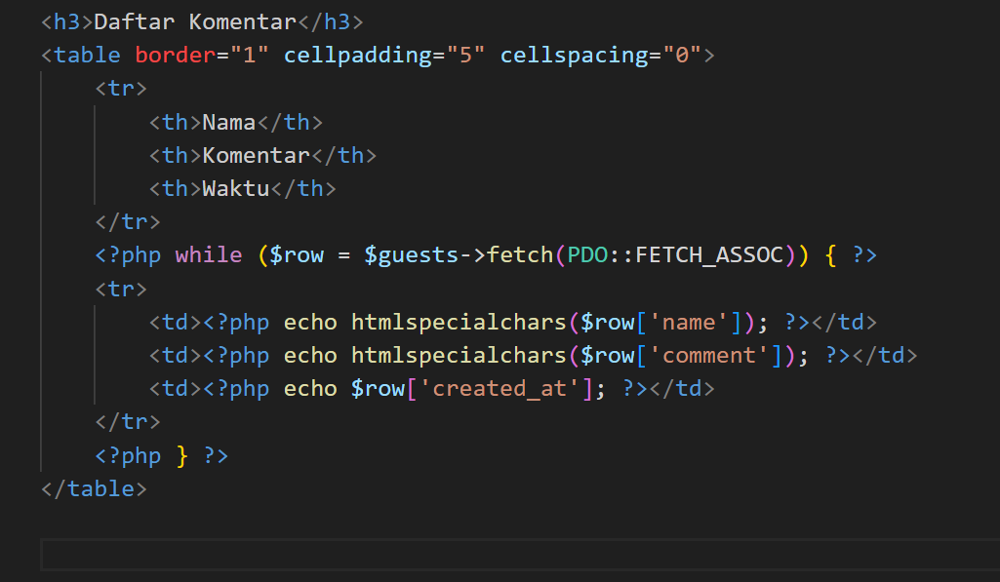 <h3>Daftar Komentar</h3>
<table border="1" cellpadding="5" cellspacing="0">
    <tr>
        <th>Nama</th>
        <th>Komentar</th>
        <th>Waktu</th>
    </tr>
    <?php while ($row = $guests->fetch(PDO::FETCH_ASSOC)) { ?>
    <tr>
        <td><?php echo htmlspecialchars($row['name']); ?></td>
        <td><?php echo htmlspecialchars($row['comment']); ?></td>
        <td><?php echo $row['created_at']; ?></td>
    </tr>
    <?php } ?>
</table>